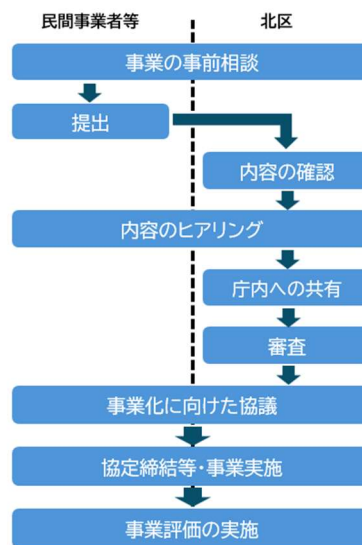 民間事業者等
北区
事業の事前相談
提出
内容の確認
内容のヒアリング
庁内への共有
審査
事業化に向けた協議
協定締結等・事業実施
事業評価の実施